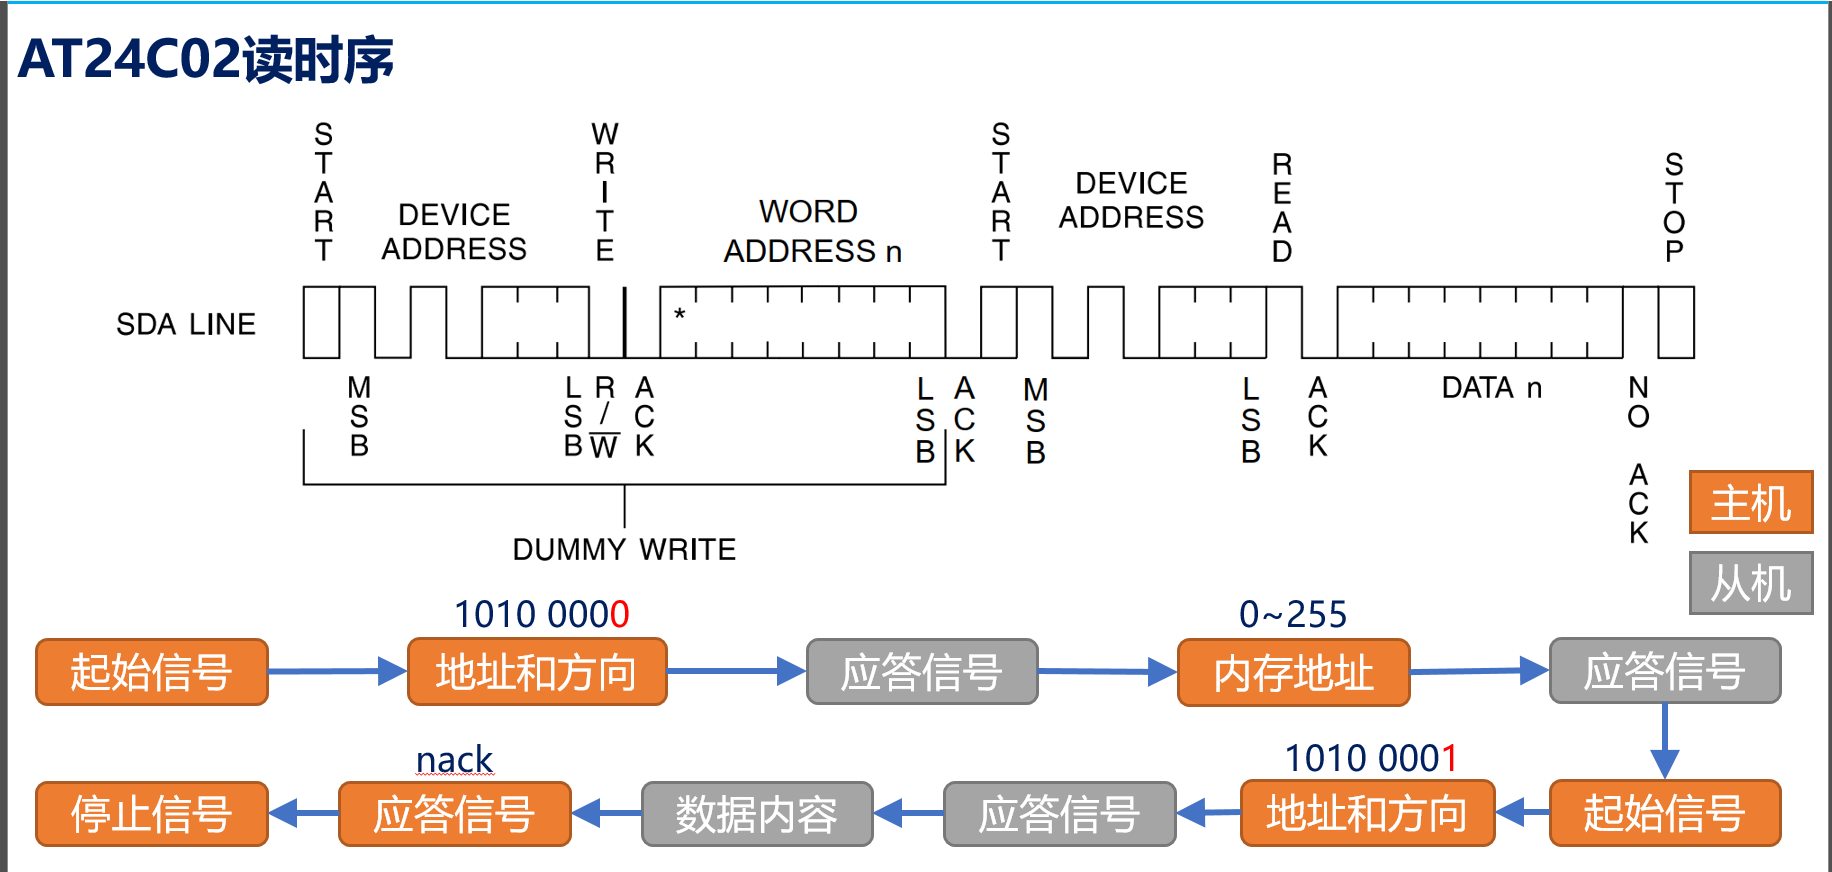 AT24C02读时序
START
WRITE
START
READ
STOP
DEVICE
ADDRESS
WORD
ADDRESS n
DEVICE
ADDRESS
SDA LINE
*
MSB
LSB
R/W
ACK
LSB
ACK
MSB
LSB
ACK
DATA n
NO ACK
DUMMY WRITE
主机
从机
1010 0000
0~255
起始信号
地址和方向
应答信号
内存地址
应答信号
nack
1010 0001
停止信号
应答信号
数据内容
应答信号
地址和方向
起始信号